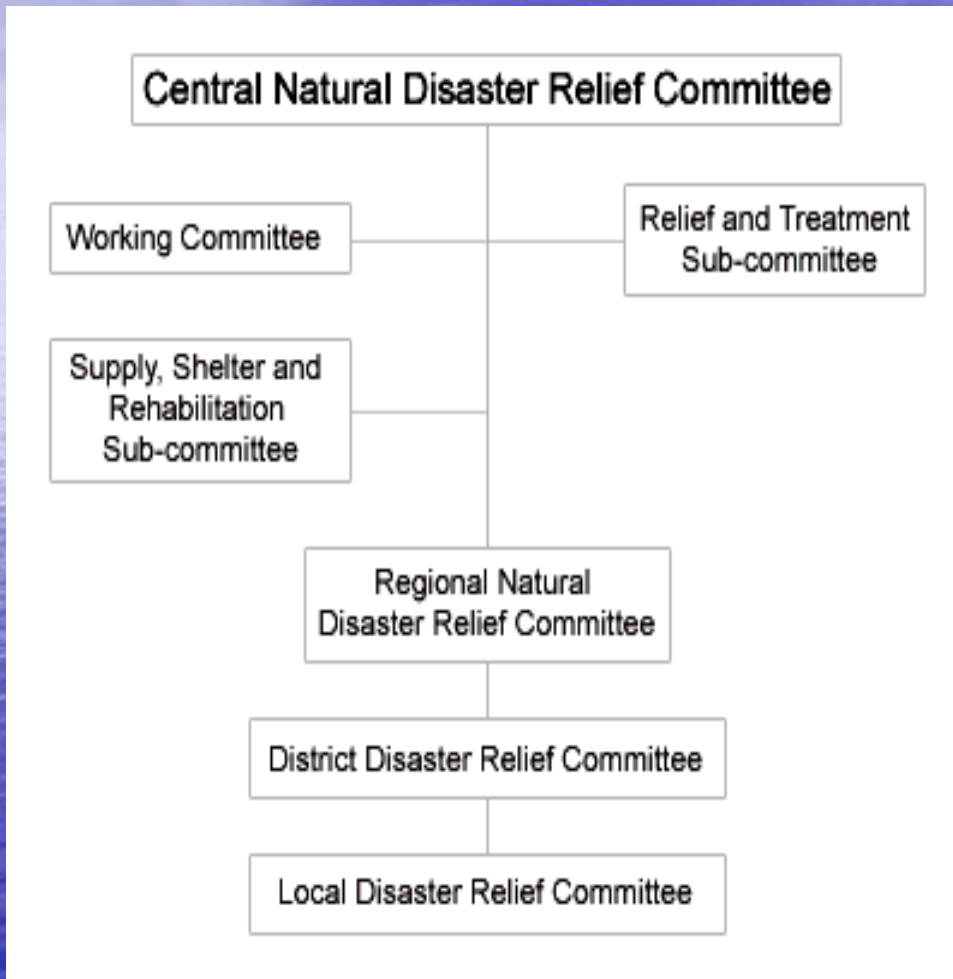 Central Natural Disaster Relief Committee
Working Committee
Relief and Treatment
Sub-committee
Supply, Shelter and
Rehabilitation
Sub-committee
Regional Natural
Disaster Relief Committee
District Disaster Relief Committee
Local Disaster Relief Committee